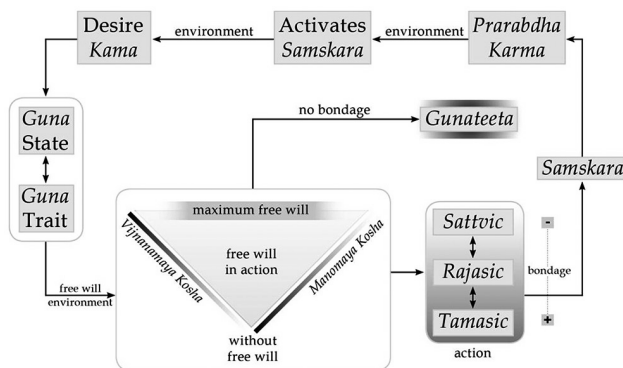 Desire
Kama
environment
Activates
Samskara
environment
Prarabdha
Karma
Guna
State
Guna
Trait
no bondage
Gunateeta
Samskara
maximum free will
Vijnanamaya Kosha
Manomaya Kosha
free will
in action
without
free will
free will
environment
Sattvic
Rajasic
Tamasic
action
-
bondage
+